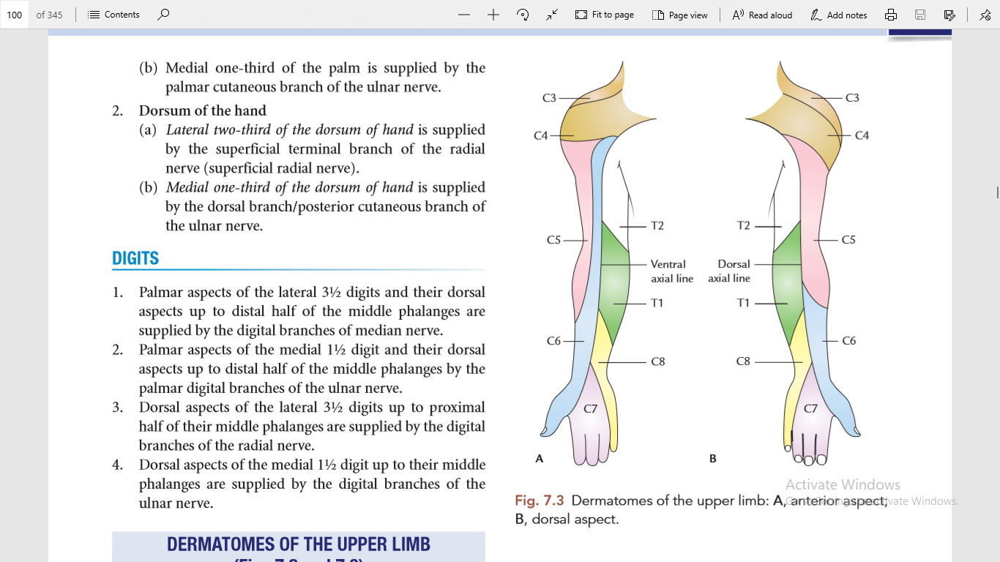 100 of 345 Contents Fit to page Page view Read aloud Add notes
(b) Medial one-third of the palm is supplied by the
palmar cutaneous branch of the ulnar nerve.
2. Dorsum of the hand
(a) Lateral two-third of the dorsum of hand is supplied
by the superficial terminal branch of the radial
nerve (superficial radial nerve).
(b) Medial one-third of the dorsum of hand is supplied
by the dorsal branch/posterior cutaneous branch of
the ulnar nerve.
DIGITS
1. Palmar aspects of the lateral 3½ digits and their dorsal
aspects up to distal half of the middle phalanges are
supplied by the digital branches of median nerve.
2. Palmar aspects of the medial 1½ digit and their dorsal
aspects up to distal half of the middle phalanges by the
palmar digital branches of the ulnar nerve.
3. Dorsal aspects of the lateral 3½ digits up to proximal
half of their middle phalanges are supplied by the digital
branches of the radial nerve.
4. Dorsal aspects of the medial 1½ digit up to their middle
phalanges are supplied by the digital branches of the
ulnar nerve.
DERMATOMES OF THE UPPER LIMB
C3
C4
C5
C6
C7
T2
Ventral
axial line
T1
C8
A
C3
C4
T2
C5
Dorsal
axial line
T1
C6
C8
C7
B
Fig. 7.3 Dermatomes of the upper limb: A, anterior aspect;
B, dorsal aspect.
Activate Windows
Go to Settings to activate Windows.